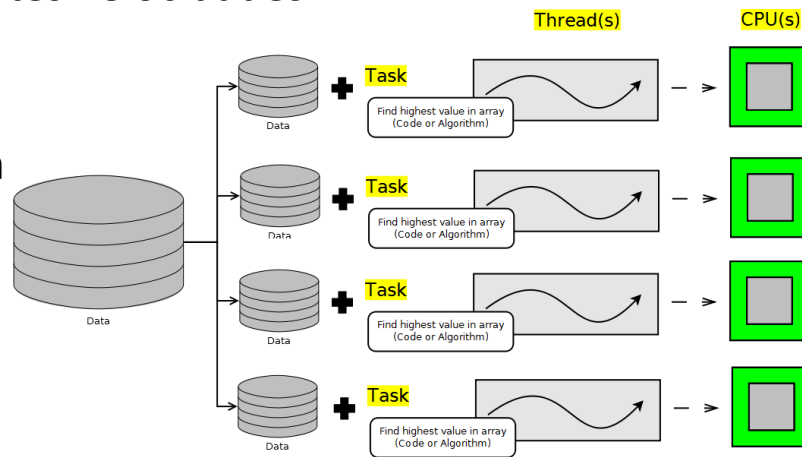 Thread(s) CPU(s)
Task
Find highest value in array
(Code or Algorithm)
Data
Task
Find highest value in array
(Code or Algorithm)
Data
Data
Task
Find highest value in array
(Code or Algorithm)
Data
Task
Find highest value in array
(Code or Algorithm)
Data